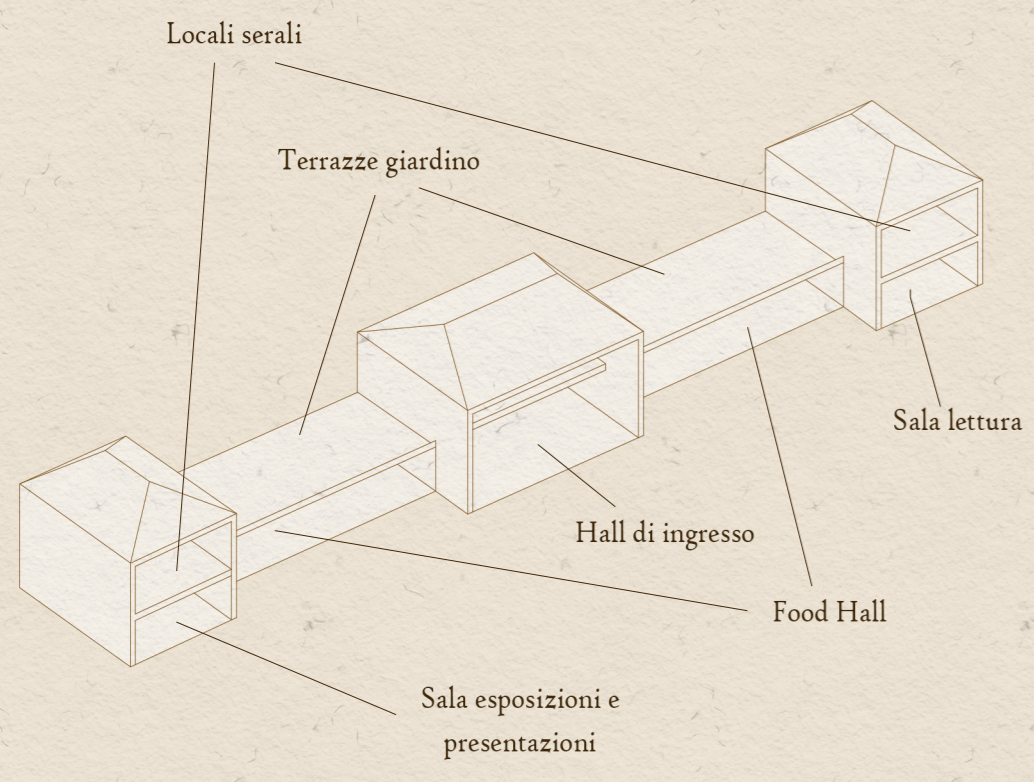 Locali serali
Terrazze giardino
Sala lettura
Hall di ingresso
Food Hall
Sala esposizioni e
presentazioni